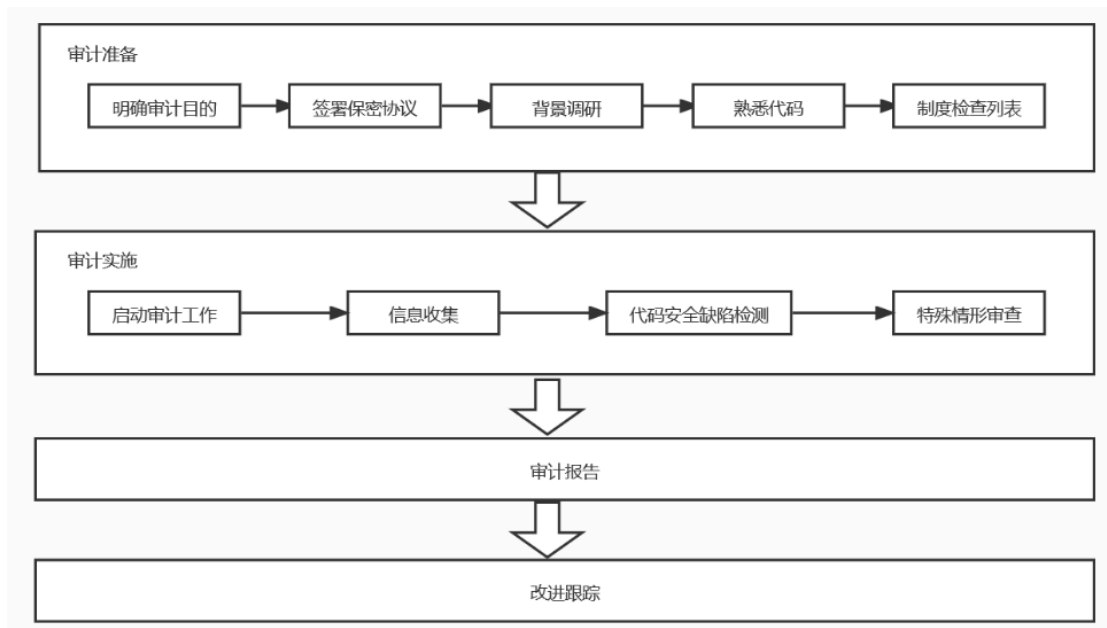 审计准备
明确审计目的
签署保密协议
背景调研
熟悉代码
制度检查列表
审计实施
启动审计工作
信息收集
代码安全缺陷检测
特殊情形审查
审计报告
改进跟踪